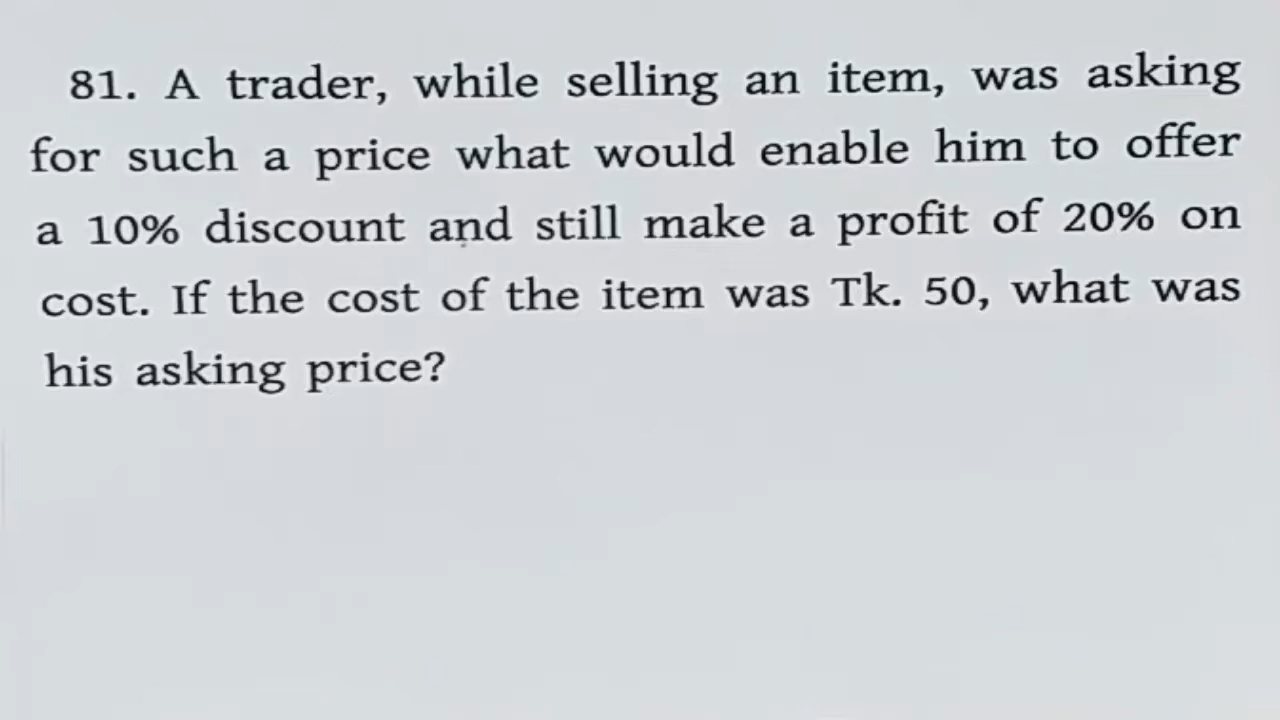 81. A trader, while selling an item, was asking
for such a price what would enable him to offer
a 10% discount and still make a profit of 20% on
cost. If the cost of the item was Tk. 50, what was
his asking price?